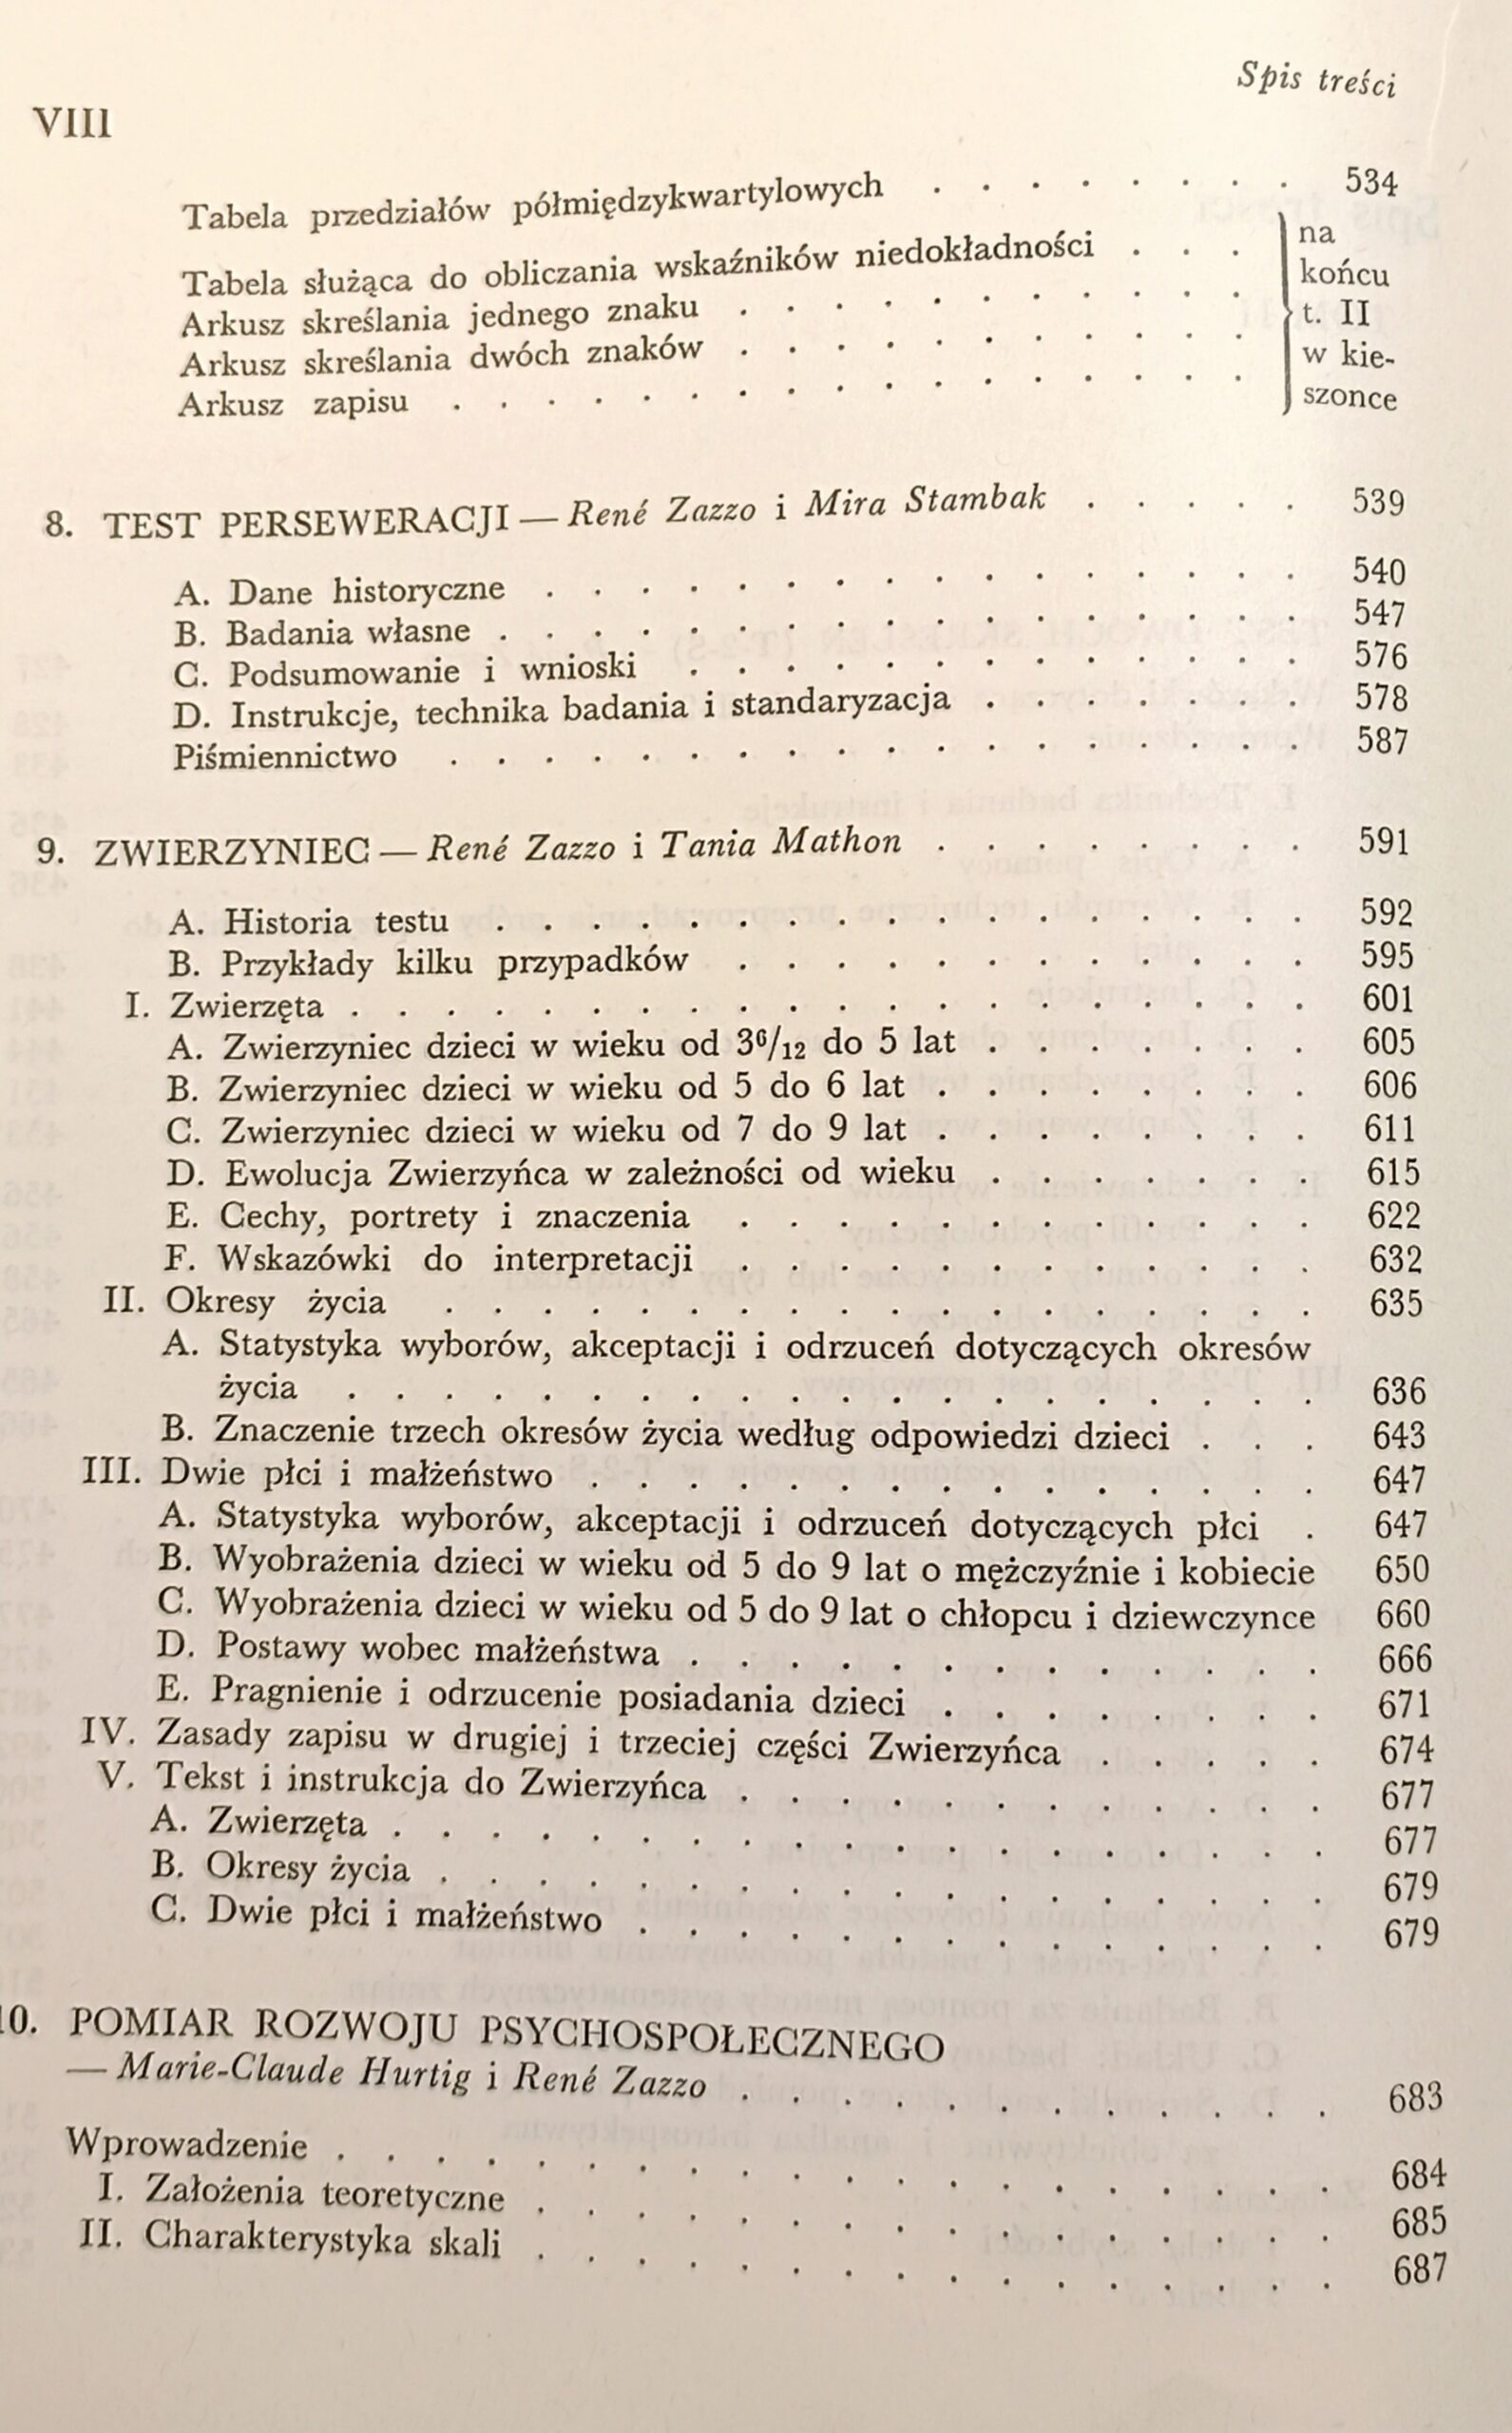 Spis treści
VIII
Tabela przedziałów półmiędzykwartylowych . . . . . . . . 534
Tabela służąca do obliczania wskaźników niedokładności . . . na
Arkusz skreślania jednego znaku . . . . . . . . . . . końcu
Arkusz skreślania dwóch znaków . . . . . . . . . . . t. II
Arkusz zapisu . . . . . . . . . . . . . . . . . w kie-
szonce
8. TEST PERSEWERACJI — René Zazzo i Mira Stambak . . . . . 539
A. Dane historyczne . . . . . . . . . . . . . . . . 540
B. Badania własne . . . . . . . . . . . . . . . . . 547
C. Podsumowanie i wnioski . . . . . . . . . . . . . 576
D. Instrukcje, technika badania i standaryzacja . . . . . . . 578
Piśmiennictwo . . . . . . . . . . . . . . . . . . 587
9. ZWIERZYNIEC — René Zazzo i Tania Mathon . . . . . . . . 591
A. Historia testu . . . . . . . . . . . . . . . . . 592
B. Przykłady kilku przypadków . . . . . . . . . . . . 595
I. Zwierzęta . . . . . . . . . . . . . . . . . . . . 601
A. Zwierzyniec dzieci w wieku od 3⁶/₁₂ do 5 lat . . . . . . . 605
B. Zwierzyniec dzieci w wieku od 5 do 6 lat . . . . . . . . 606
C. Zwierzyniec dzieci w wieku od 7 do 9 lat . . . . . . . . 611
D. Ewolucja Zwierzyńca w zależności od wieku . . . . . . . 615
E. Cechy, portrety i znaczenia . . . . . . . . . . . . 622
F. Wskazówki do interpretacji . . . . . . . . . . . . 632
II. Okresy życia . . . . . . . . . . . . . . . . . . 635
A. Statystyka wyborów, akceptacji i odrzuceń dotyczących okresów
życia . . . . . . . . . . . . . . . . . . . . 636
B. Znaczenie trzech okresów życia według odpowiedzi dzieci . . . 643
III. Dwie płci i małżeństwo . . . . . . . . . . . . . . . 647
A. Statystyka wyborów, akceptacji i odrzuceń dotyczących płci . 647
B. Wyobrażenia dzieci w wieku od 5 do 9 lat o mężczyźnie i kobiecie 650
C. Wyobrażenia dzieci w wieku od 5 do 9 lat o chłopcu i dziewczynce 660
D. Postawy wobec małżeństwa . . . . . . . . . . . . . 666
E. Pragnienie i odrzucenie posiadania dzieci . . . . . . . . 671
IV. Zasady zapisu w drugiej i trzeciej części Zwierzyńca . . . . . 674
V. Tekst i instrukcja do Zwierzyńca . . . . . . . . . . . . 677
A. Zwierzęta . . . . . . . . . . . . . . . . . . . 677
B. Okresy życia . . . . . . . . . . . . . . . . . . 679
C. Dwie płci i małżeństwo . . . . . . . . . . . . . . 679
10. POMIAR ROZWOJU PSYCHOSPOŁECZNEGO
— Marie-Claude Hurtig i René Zazzo . . . . . . . . . . . . 683
Wprowadzenie . . . . . . . . . . . . . . . . . . . . 684
I. Założenia teoretyczne . . . . . . . . . . . . . . . . 685
II. Charakterystyka skali . . . . . . . . . . . . . . . . 687